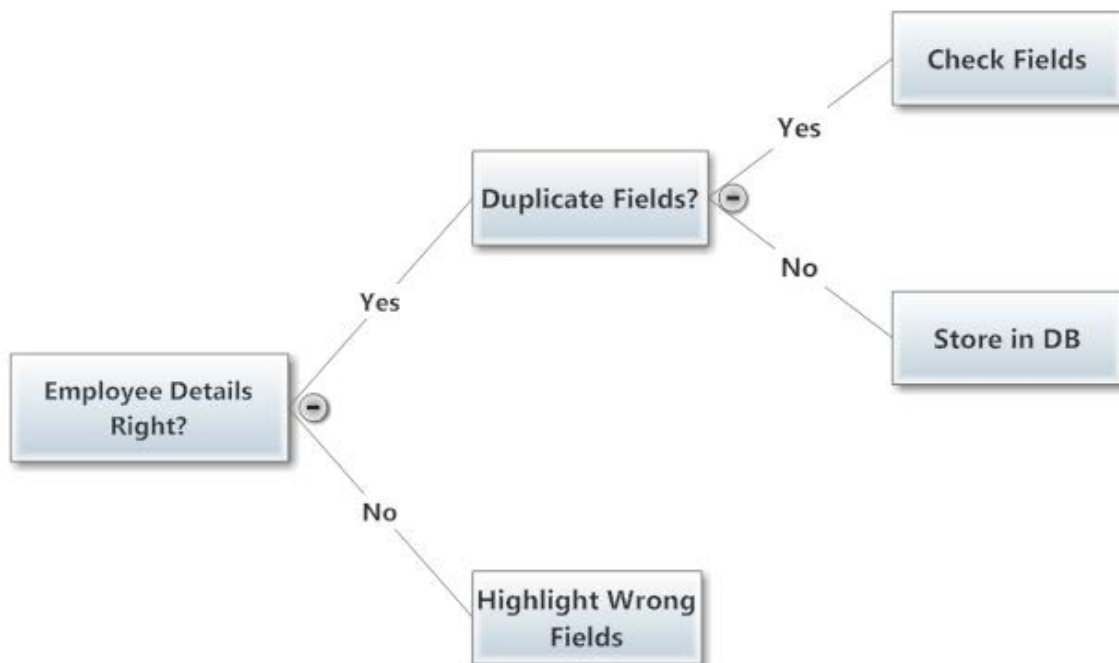 Check Fields
Yes
Duplicate Fields?
No
Store in DB
Yes
Employee Details
Right?
No
Highlight Wrong
Fields